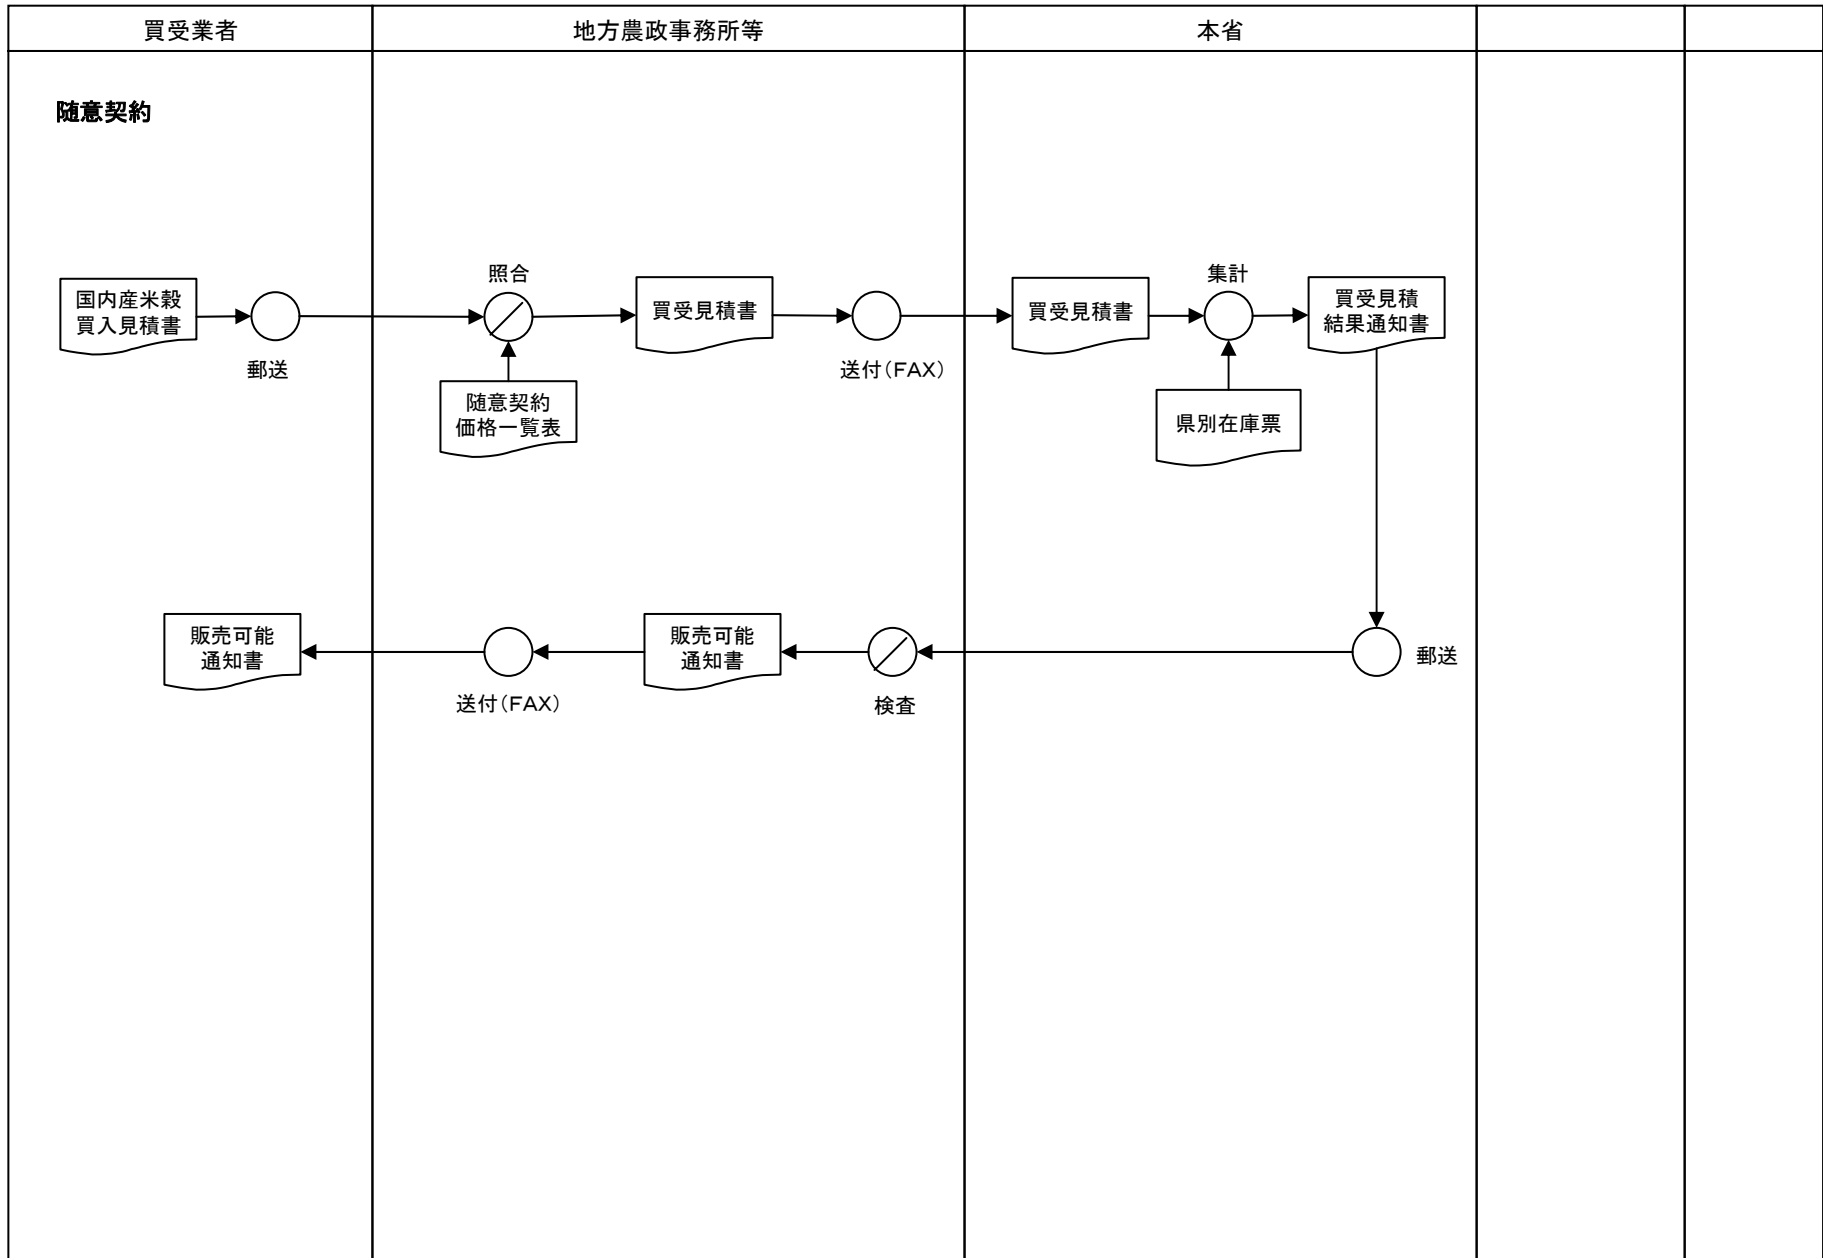 買受業者
地方農政事務所等
本省
随意契約
国内産米穀
買入見積書
郵送
照合
随意契約
価格一覧表
買受見積書
送付（FAX）
買受見積書
集計
県別在庫票
買受見積
結果通知書
販売可能
通知書
送付（FAX）
販売可能
通知書
検査
郵送